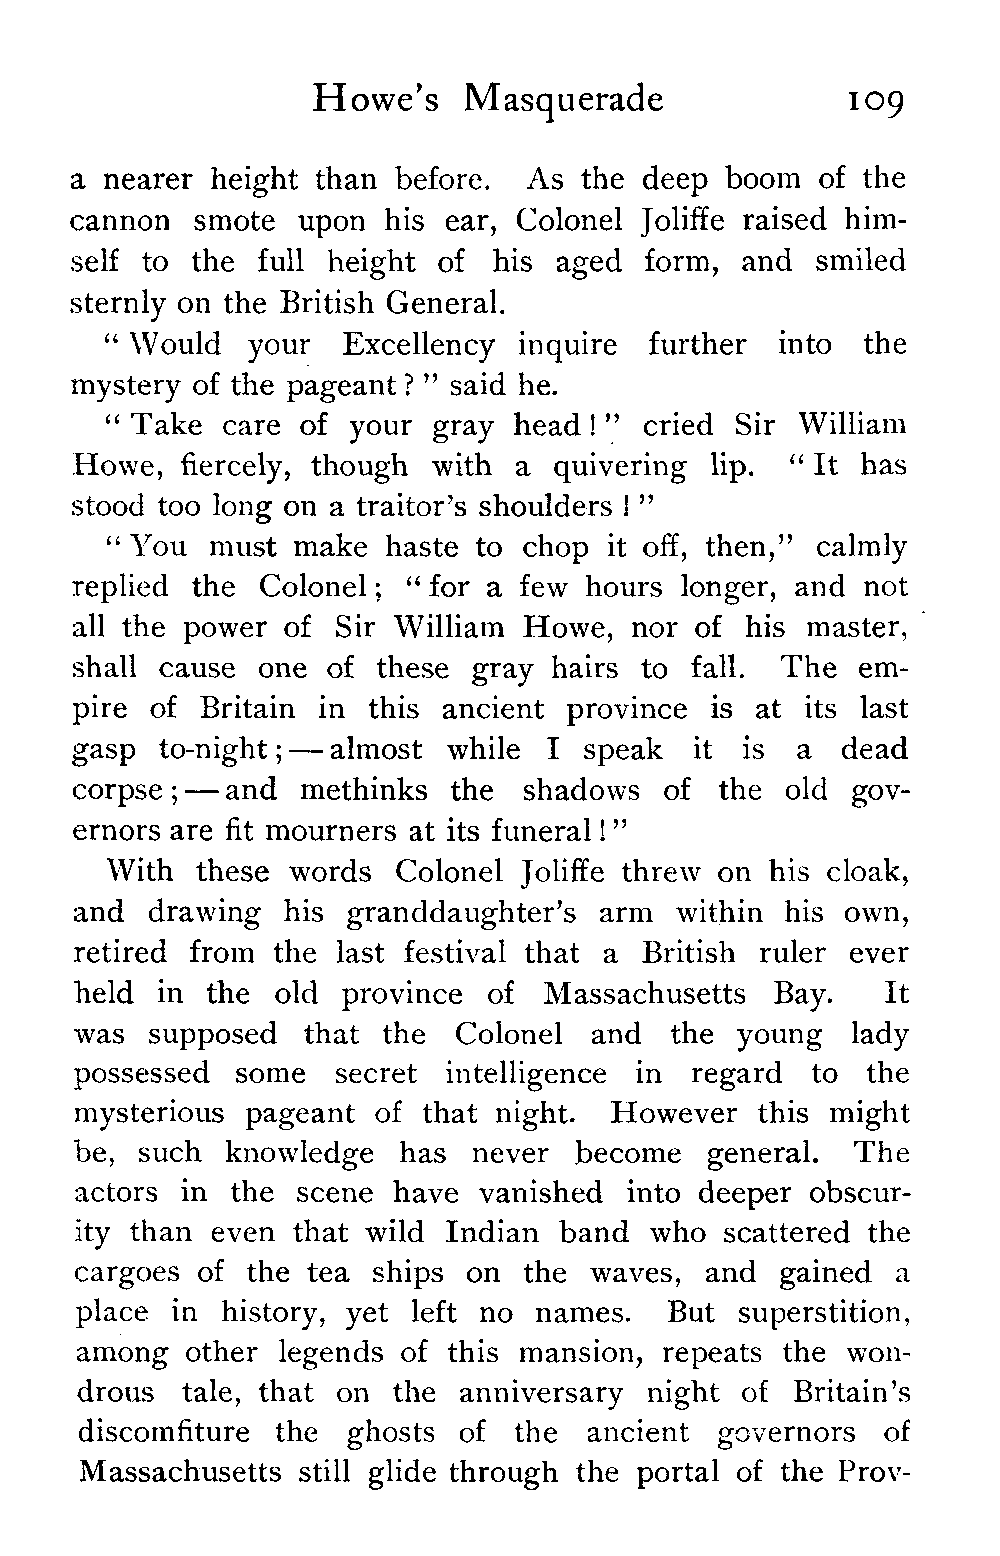 Howe's Masquerade 109
a nearer height than before. As the deep boom of the
cannon smote upon his ear, Colonel Joliffe raised him-
self to the full height of his aged form, and smiled
sternly on the British General.
" Would your Excellency inquire further into the
mystery of the pageant ? " said he.
" Take care of your gray head ! " cried Sir William
Howe, fiercely, though with a quivering lip. " It has
stood too long on a traitor's shoulders ! "
" You must make haste to chop it off, then," calmly
replied the Colonel ; " for a few hours longer, and not
all the power of Sir William Howe, nor of his master,
shall cause one of these gray hairs to fall. The em-
pire of Britain in this ancient province is at its last
gasp to-night ; — almost while I speak it is a dead
corpse ; — and methinks the shadows of the old gov-
ernors are fit mourners at its funeral ! "
With these words Colonel Joliffe threw on his cloak,
and drawing his granddaughter's arm within his own,
retired from the last festival that a British ruler ever
held in the old province of Massachusetts Bay. It
was supposed that the Colonel and the young lady
possessed some secret intelligence in regard to the
mysterious pageant of that night. However this might
be, such knowledge has never become general. The
actors in the scene have vanished into deeper obscur-
ity than even that wild Indian band who scattered the
cargoes of the tea ships on the waves, and gained a
place in history, yet left no names. But superstition,
among other legends of this mansion, repeats the won-
drous tale, that on the anniversary night of Britain's
discomfiture the ghosts of the ancient governors of
Massachusetts still glide through the portal of the Prov-